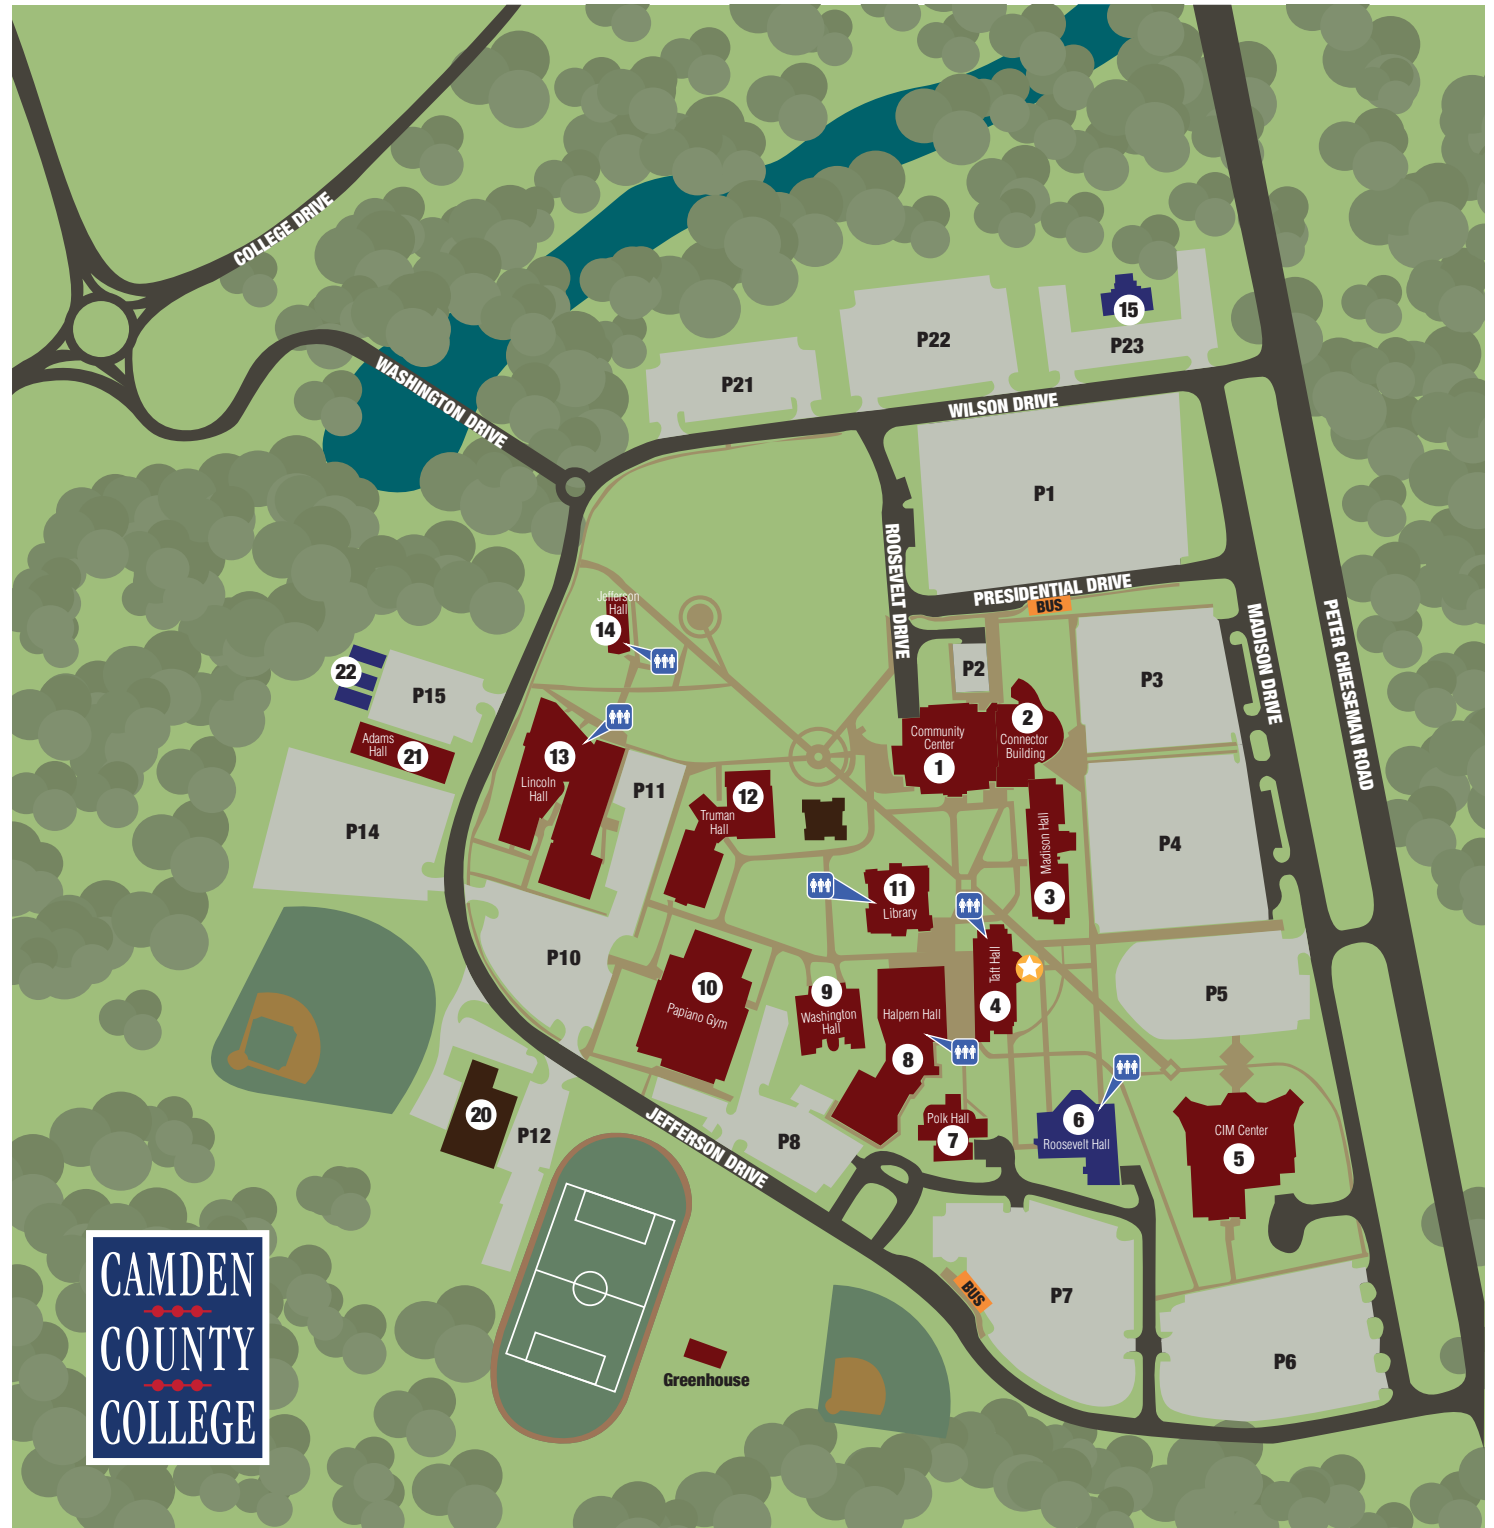 COLLEGE DRIVE
WASHINGTON DRIVE
15
P23
P22
P21
WILSON DRIVE
P1
ROOSEVELT DRIVE
PRESIDENTIAL DRIVE
BUS
MADISON DRIVE
PETER CHEESEMAN ROAD
Jefferson
Hall
14
P2
P3
22
P15
Adams
Hall
21
13
Lincoln
Hall
P11
12
Truman
Hall
Community
Center
1
2
Connector
Building
P14
P4
Madison Hall
3
11
Library
P10
10
Papiano Gym
9
Washington
Hall
Halpern Hall
8
Taft Hall
4
P5
20
P12
JEFFERSON DRIVE
P8
Polk Hall
7
6
Roosevelt Hall
CIM Center
5
BUS
P7
P6
Greenhouse
CAMDEN
COUNTY
COLLEGE